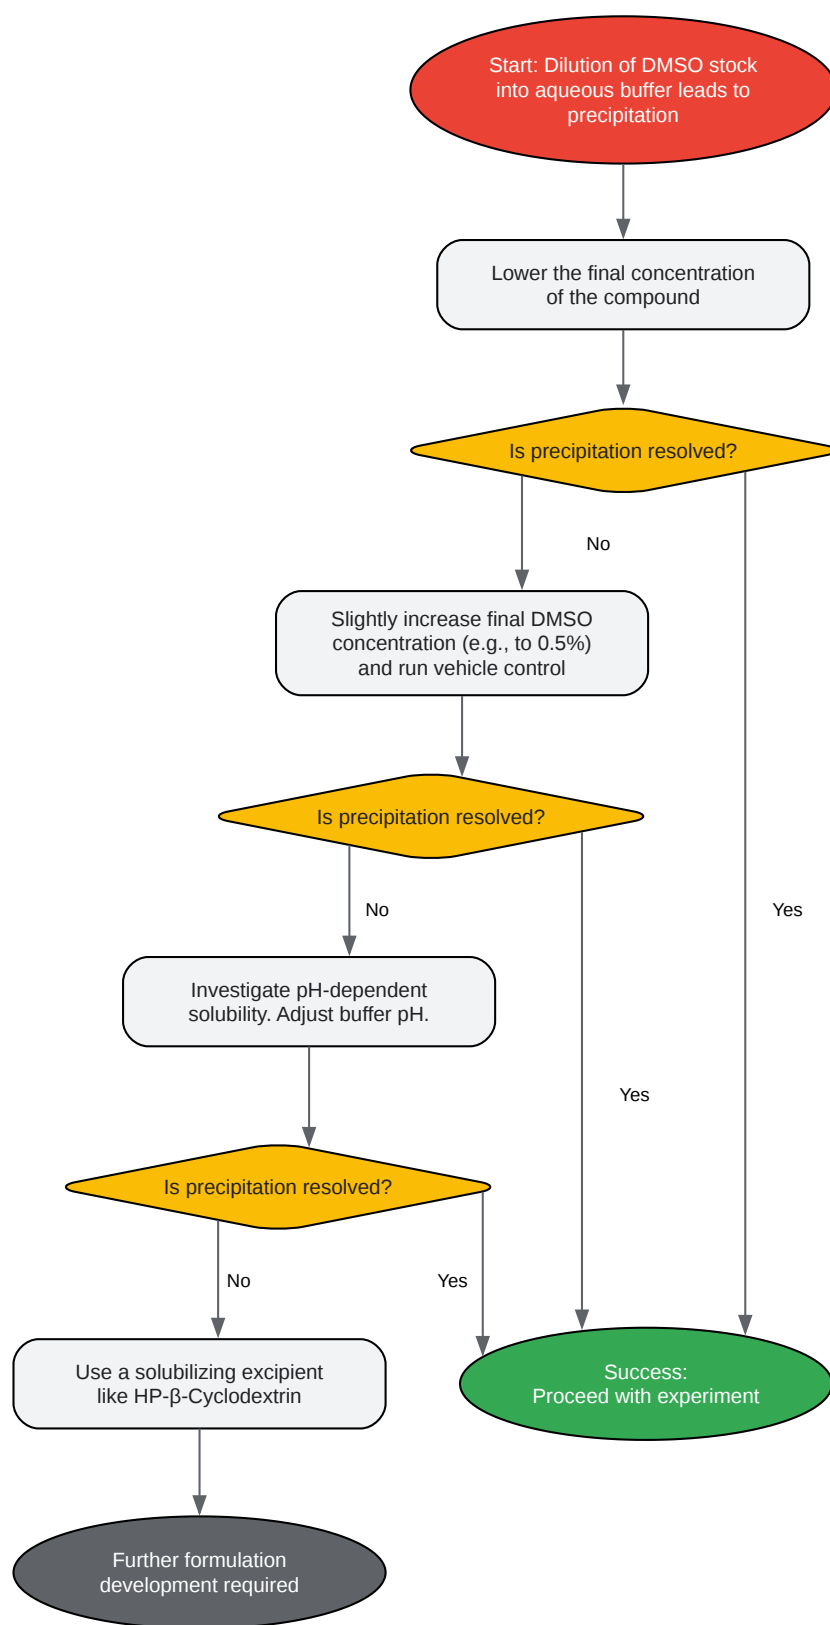 Start: Dilution of DMSO stock
into aqueous buffer leads to
precipitation
Lower the final concentration
of the compound
Is precipitation resolved?
No
Slightly increase final DMSO
concentration (e.g., to 0.5%)
and run vehicle control
Is precipitation resolved?
No
Yes
Investigate pH-dependent
solubility. Adjust buffer pH.
Yes
Is precipitation resolved?
No
Yes
Use a solubilizing excipient
like HP-β-Cyclodextrin
Success:
Proceed with experiment
Further formulation
development required